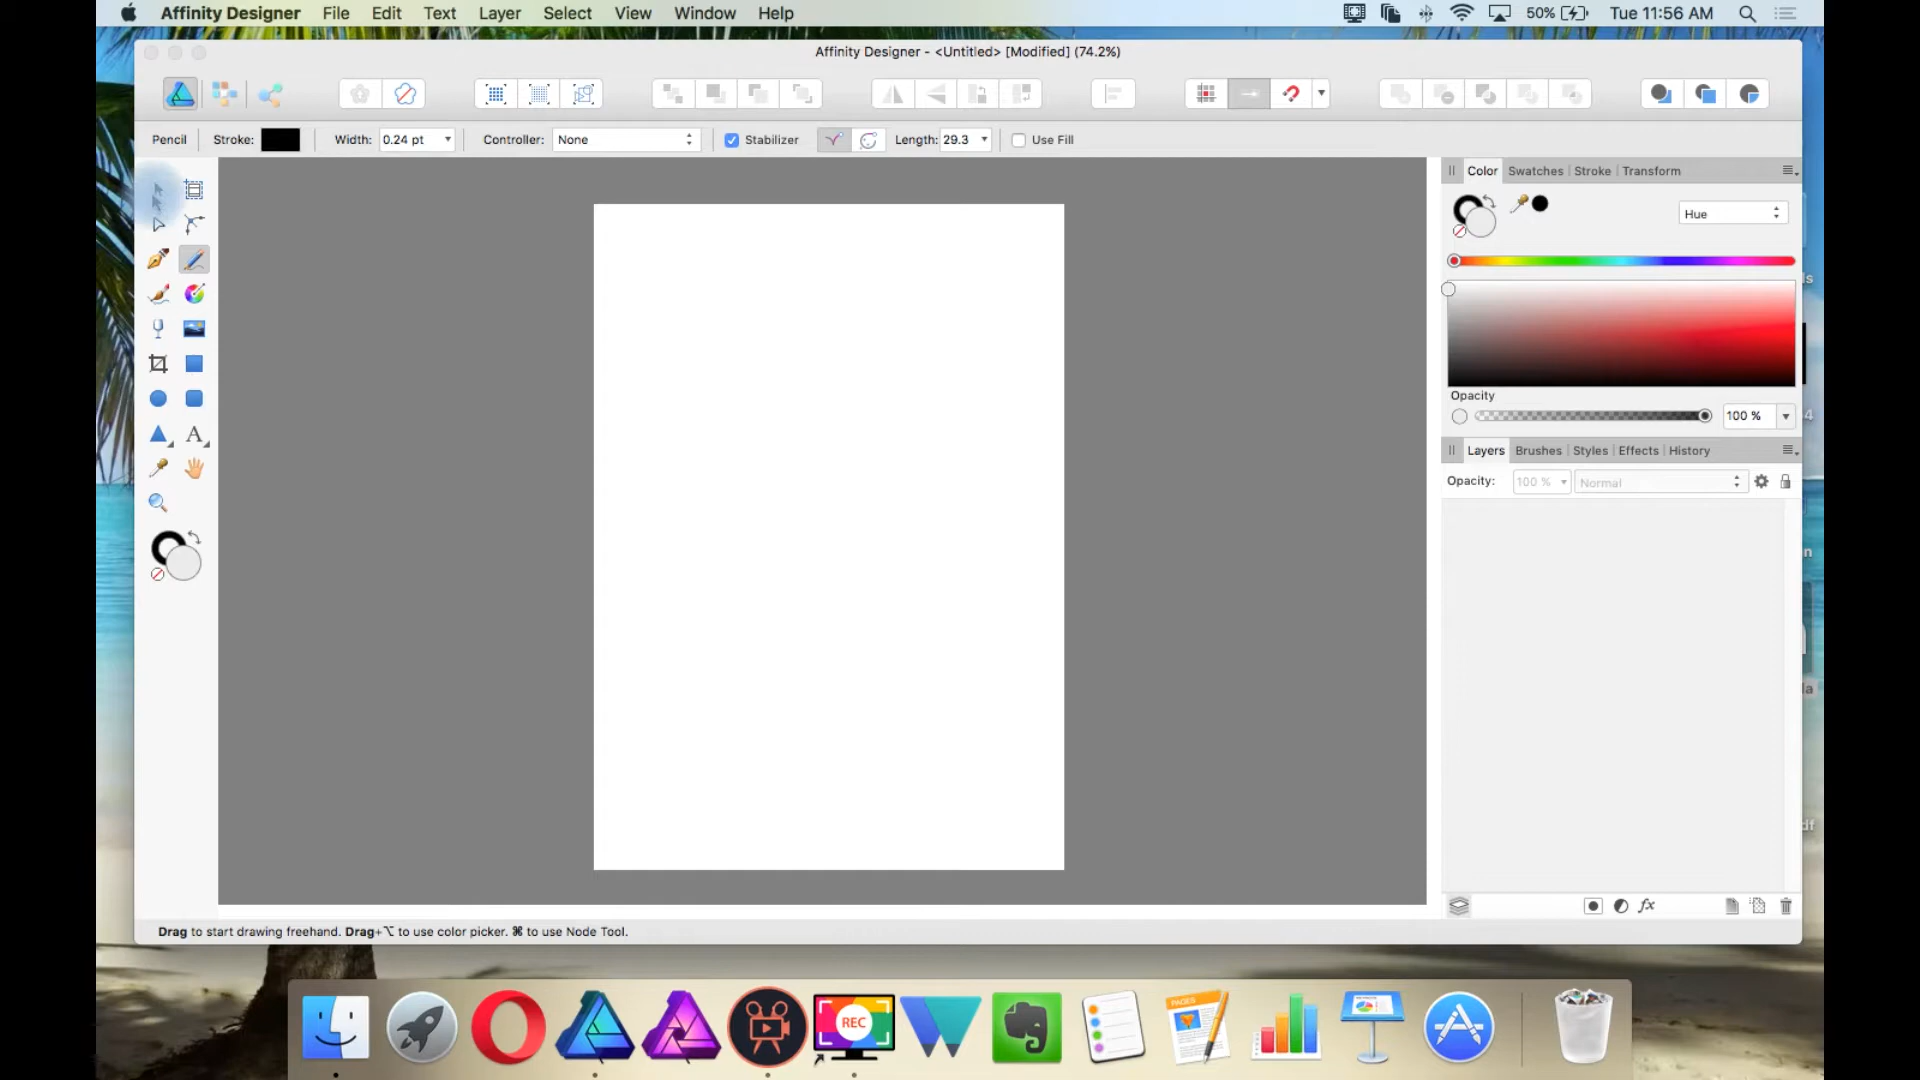 Affinity Designer File Edit Text Layer Select View Window Help 50% Tue 11:56 AM
Affinity Designer - <Untitled> [Modified] (74.2%)
Pencil Stroke: Width: 0.24 pt Controller: None Stabilizer Length: 29.3 Use Fill
Color Swatches Stroke Transform
Hue
Opacity
100 %
Layers Brushes Styles Effects History
Opacity: 100 % Normal
fx
Drag to start drawing freehand. Drag+⌥ to use color picker. ⌘ to use Node Tool.
REC
PAGES